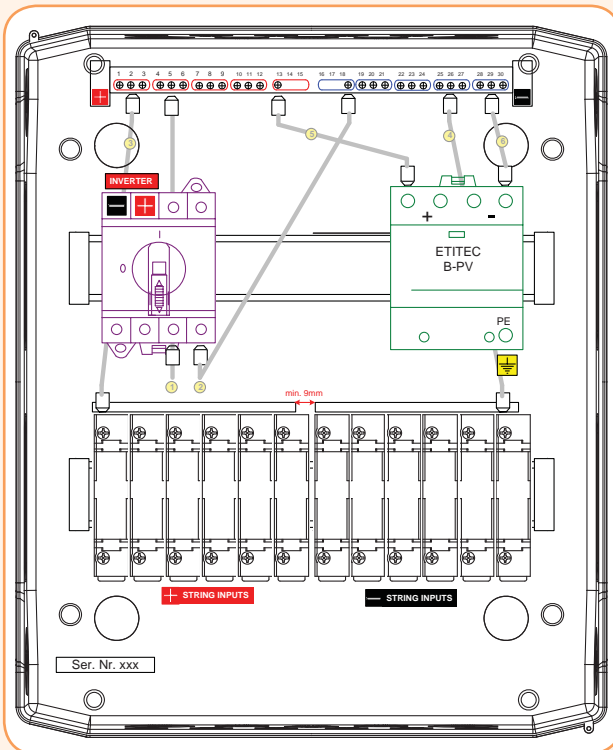 1 2 3 4 5 6 7 8 9 10 11 12 13 14 15 16 17 18 19 20 21 22 23 24 25 26 27 28 29 30
+ −
3 5 4 6
INVERTER
− +
I
0
+ -
ETITEC
B-PV
PE
1 2
min. 9mm
+ STRING INPUTS − STRING INPUTS
Ser. Nr. xxx